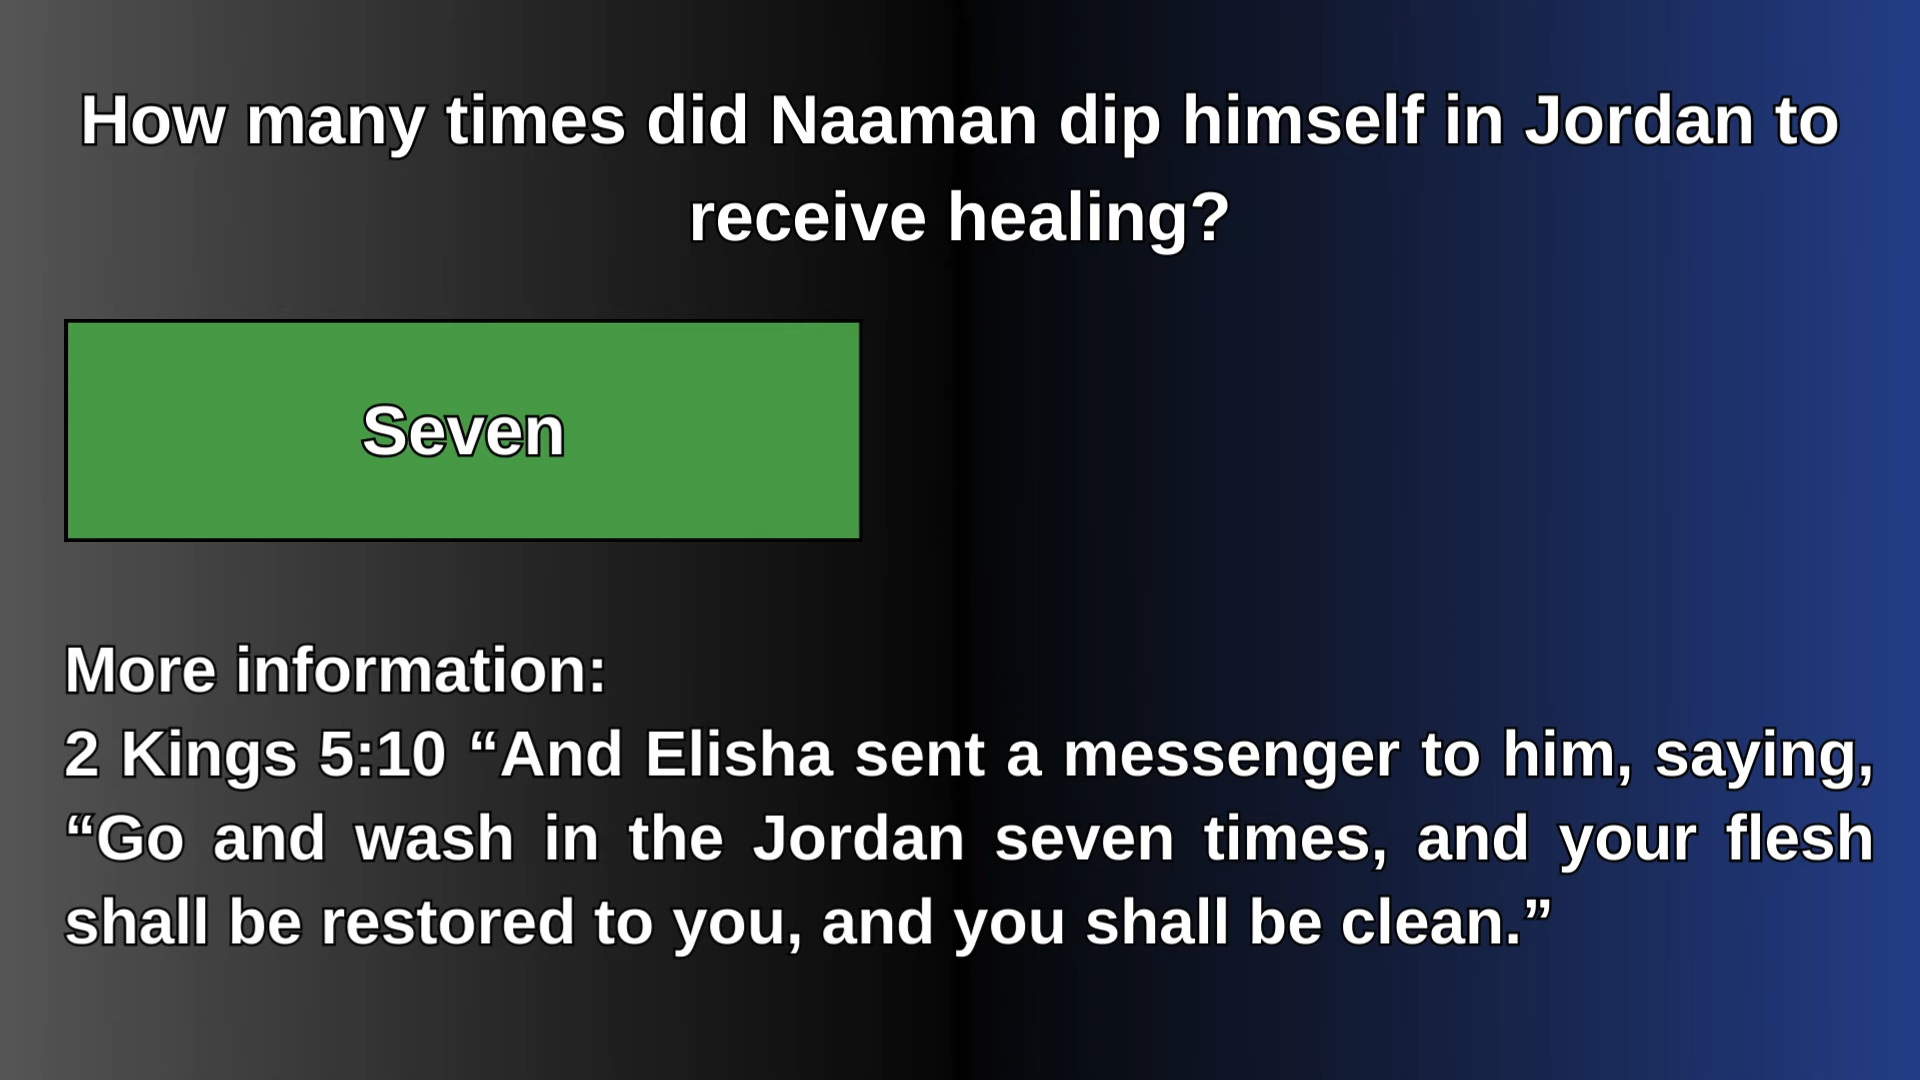 How many times did Naaman dip himself in Jordan to
receive healing?
Seven
More information:
2 Kings 5:10 “And Elisha sent a messenger to him, saying,
“Go and wash in the Jordan seven times, and your flesh
shall be restored to you, and you shall be clean.”